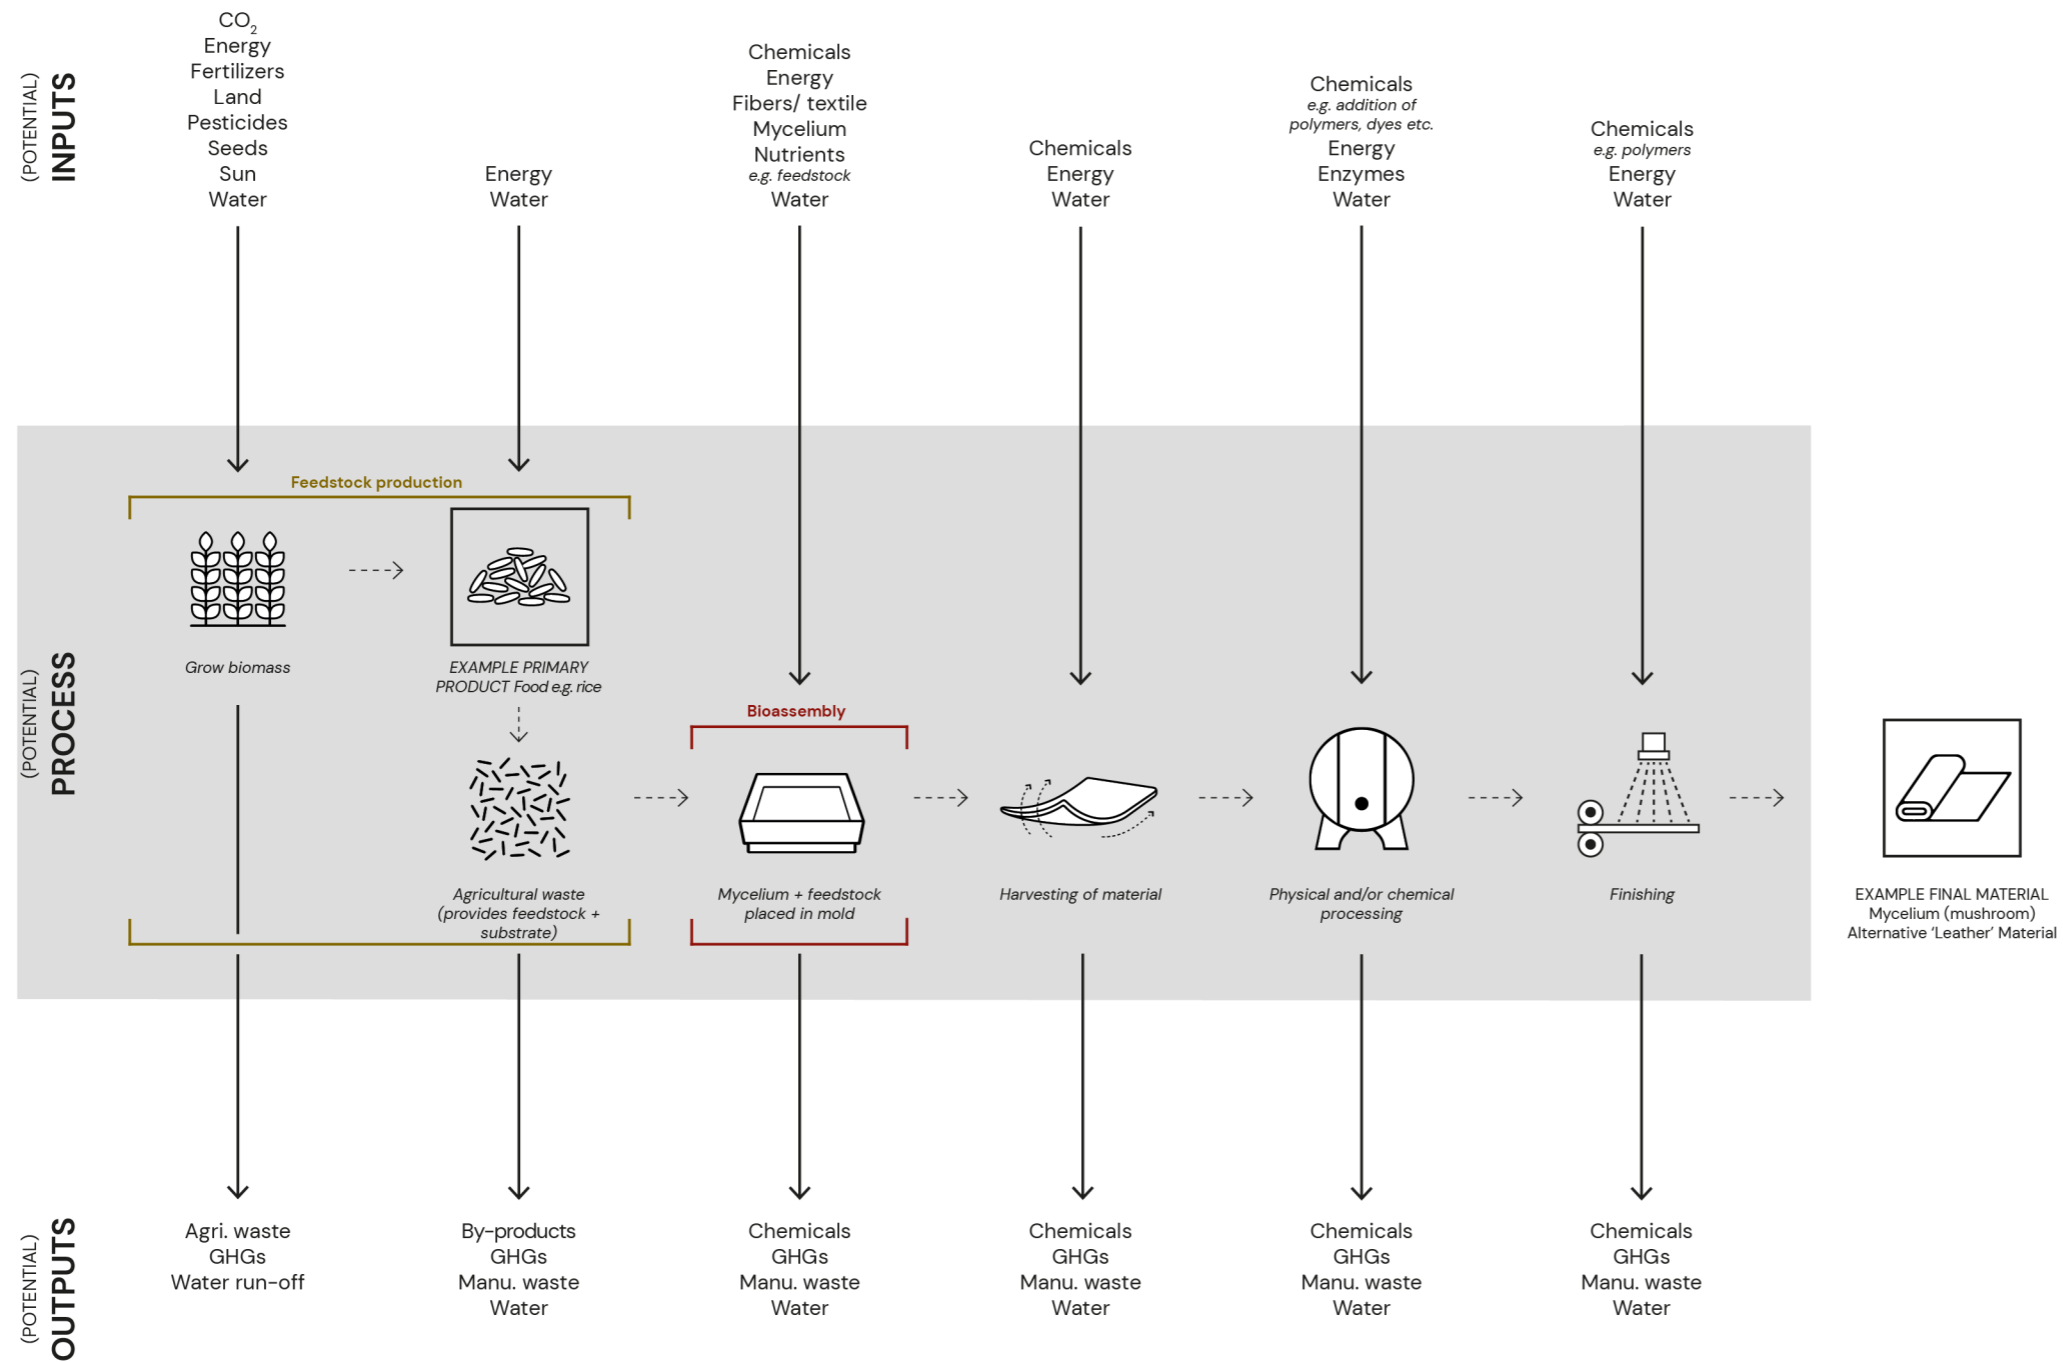 (POTENTIAL)
INPUTS
CO2
Energy
Fertilizers
Land
Pesticides
Seeds
Sun
Water
Energy
Water
Chemicals
Energy
Fibers/ textile
Mycelium
Nutrients
e.g. feedstock
Water
Chemicals
Energy
Water
Chemicals
e.g. addition of
polymers, dyes etc.
Energy
Enzymes
Water
Chemicals
e.g. polymers
Energy
Water
(POTENTIAL)
PROCESS
Feedstock production
Grow biomass
EXAMPLE PRIMARY
PRODUCT Food e.g. rice
Agricultural waste
(provides feedstock +
substrate)
Bioassembly
Mycelium + feedstock
placed in mold
Harvesting of material
Physical and/or chemical
processing
Finishing
EXAMPLE FINAL MATERIAL
Mycelium (mushroom)
Alternative ‘Leather’ Material
(POTENTIAL)
OUTPUTS
Agri. waste
GHGs
Water run-off
By-products
GHGs
Manu. waste
Water
Chemicals
GHGs
Manu. waste
Water
Chemicals
GHGs
Manu. waste
Water
Chemicals
GHGs
Manu. waste
Water
Chemicals
GHGs
Manu. waste
Water